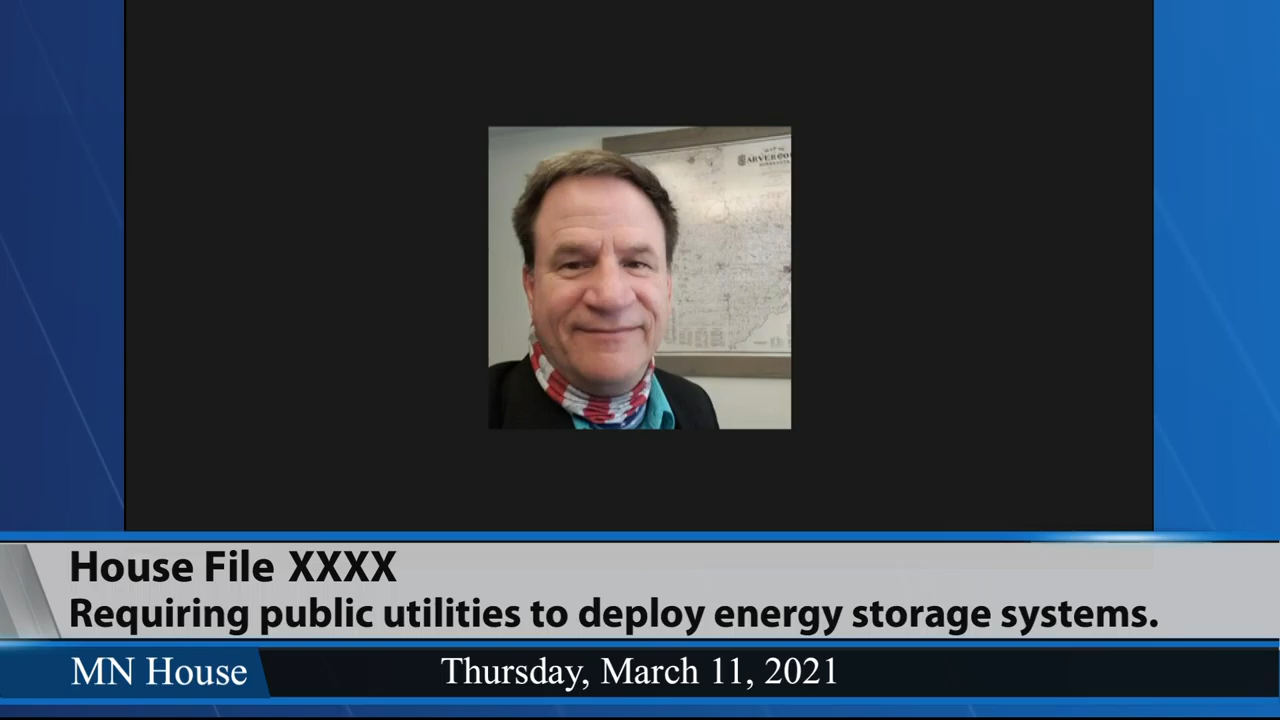 House File XXXX
Requiring public utilities to deploy energy storage systems.
MN House
Thursday, March 11, 2021